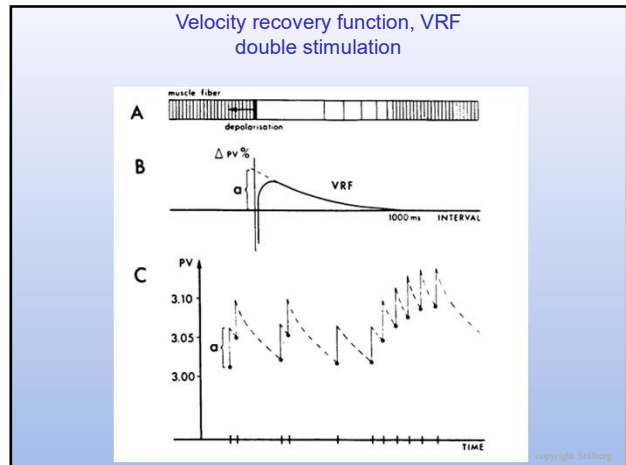 Velocity recovery function, VRF
double stimulation
muscle fiber
A
depolarisation
Δ PV %
B
VRF
a
1000 ms INTERVAL
PV
C
3.10
3.05
a
3.00
TIME
copyright Stålberg